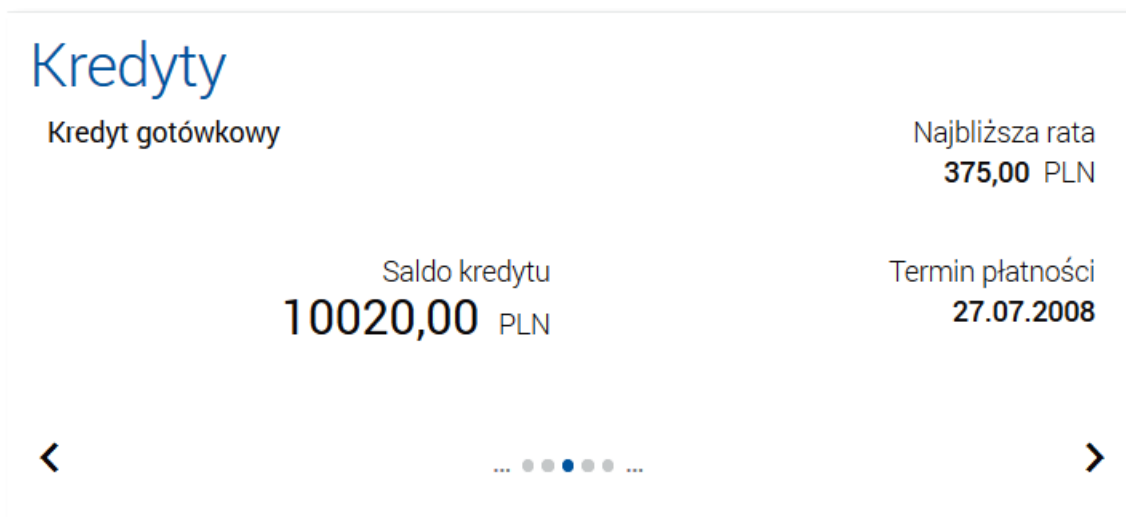 Kredyty
Kredyt gotówkowy
Najbliższa rata
375,00 PLN
Saldo kredytu
10020,00 PLN
Termin płatności
27.07.2008
... ...